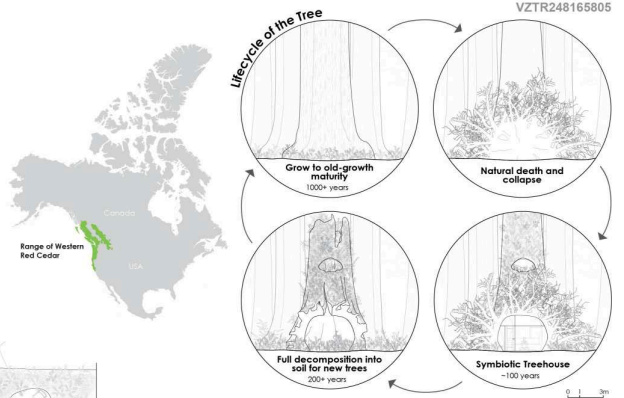 VZTR248165805
Lifecycle of the Tree
Grow to old-growth
maturity
1000+ years
Natural death and
collapse
Canada
USA
Range of Western
Red Cedar
Full decomposition into
soil for new trees
200+ years
Symbiotic Treehouse
~100 years
0 1 3m